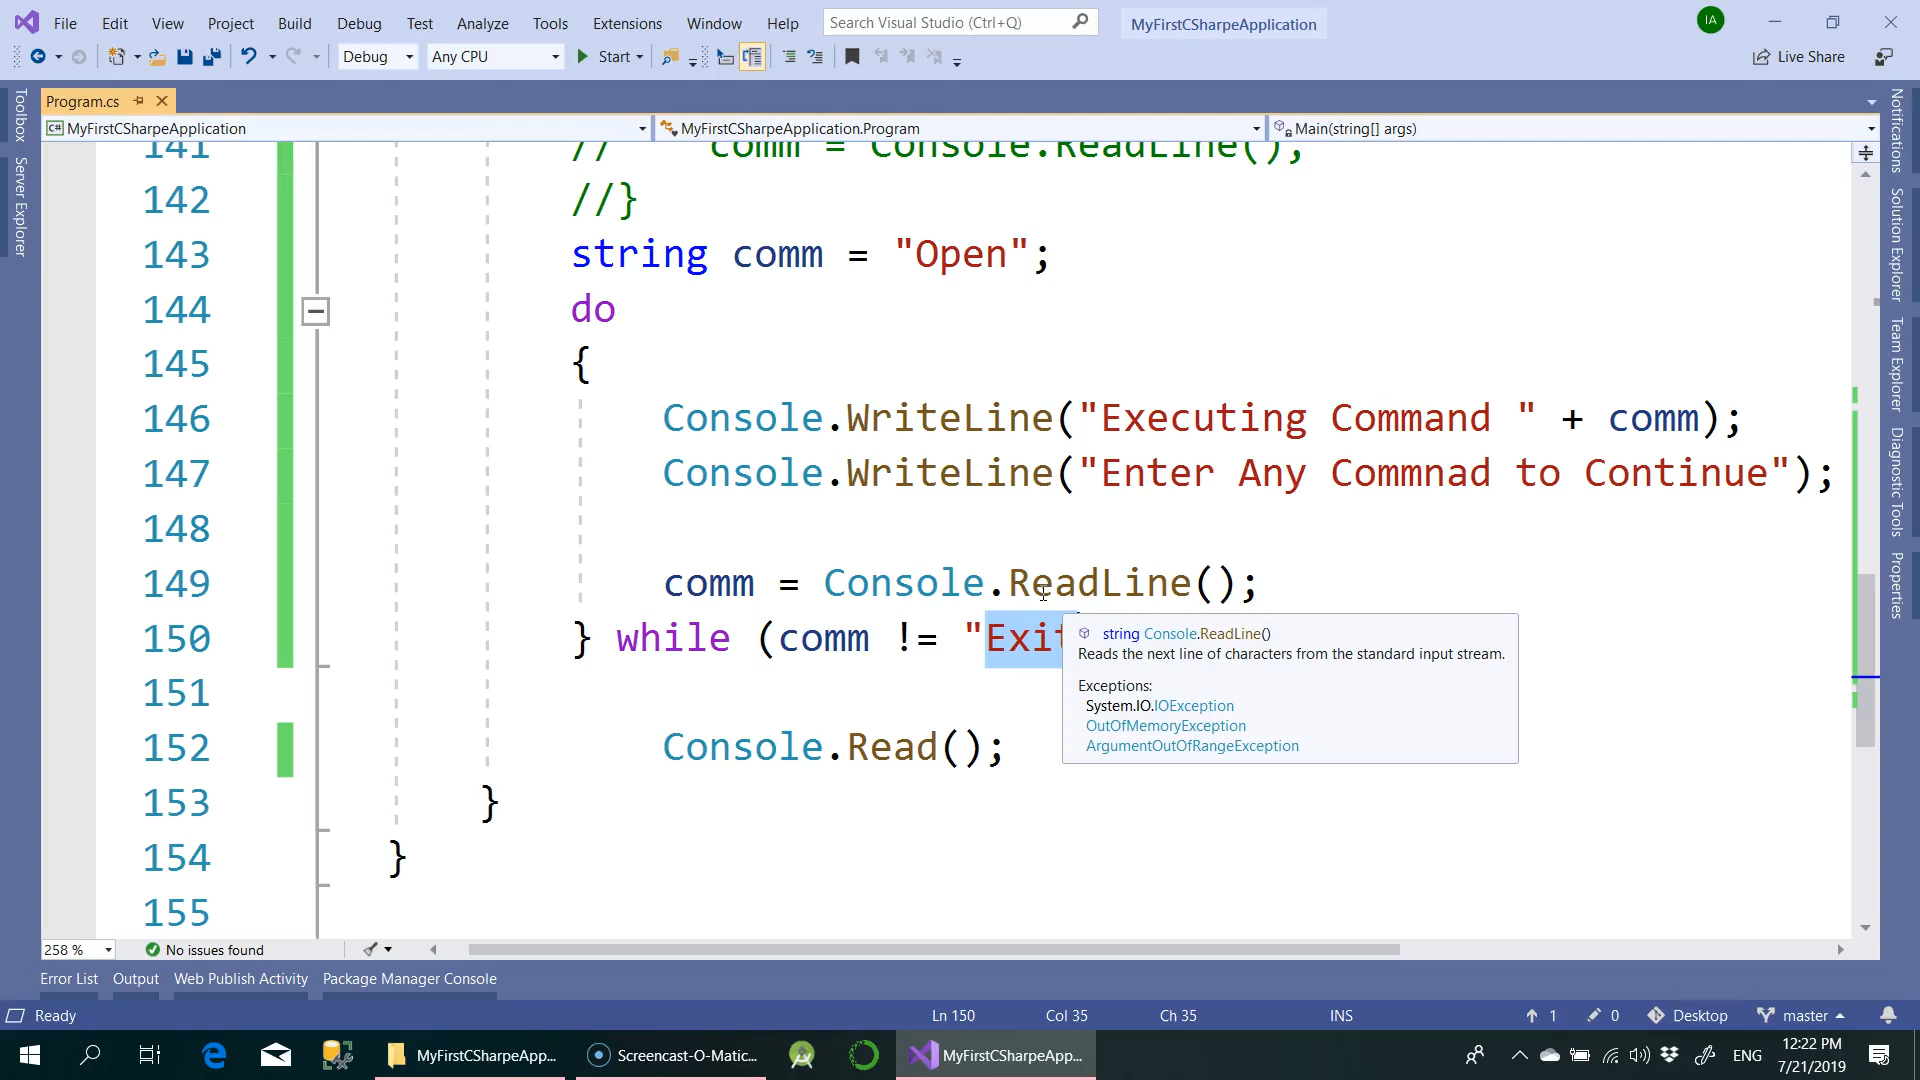 File Edit View Project Build Debug Test Analyze Tools Extensions Window Help Search Visual Studio (Ctrl+Q) MyFirstCSharpeApplication IA
Debug Any CPU Start Live Share
Toolbox
Server Explorer
Program.cs
C# MyFirstCSharpeApplication MyFirstCSharpeApplication.Program Main(string[] args)
141 // comm = Console.ReadLine();
142 //}
143 string comm = "Open";
144 do
145 {
146 Console.WriteLine("Executing Command " + comm);
147 Console.WriteLine("Enter Any Commnad to Continue");
148
149 comm = Console.ReadLine();
150 } while (comm != "Exit
string Console.ReadLine()
Reads the next line of characters from the standard input stream.
Exceptions:
System.IO.IOException
OutOfMemoryException
ArgumentOutOfRangeException
151
152 Console.Read();
153 }
154 }
155
Notifications
Solution Explorer
Team Explorer
Diagnostic Tools
Properties
258 % No issues found
Error List Output Web Publish Activity Package Manager Console
Ready Ln 150 Col 35 Ch 35 INS 1 0 Desktop master
MyFirstCSharpeApp... Screencast-O-Matic... MyFirstCSharpeApp... ENG 12:22 PM
7/21/2019